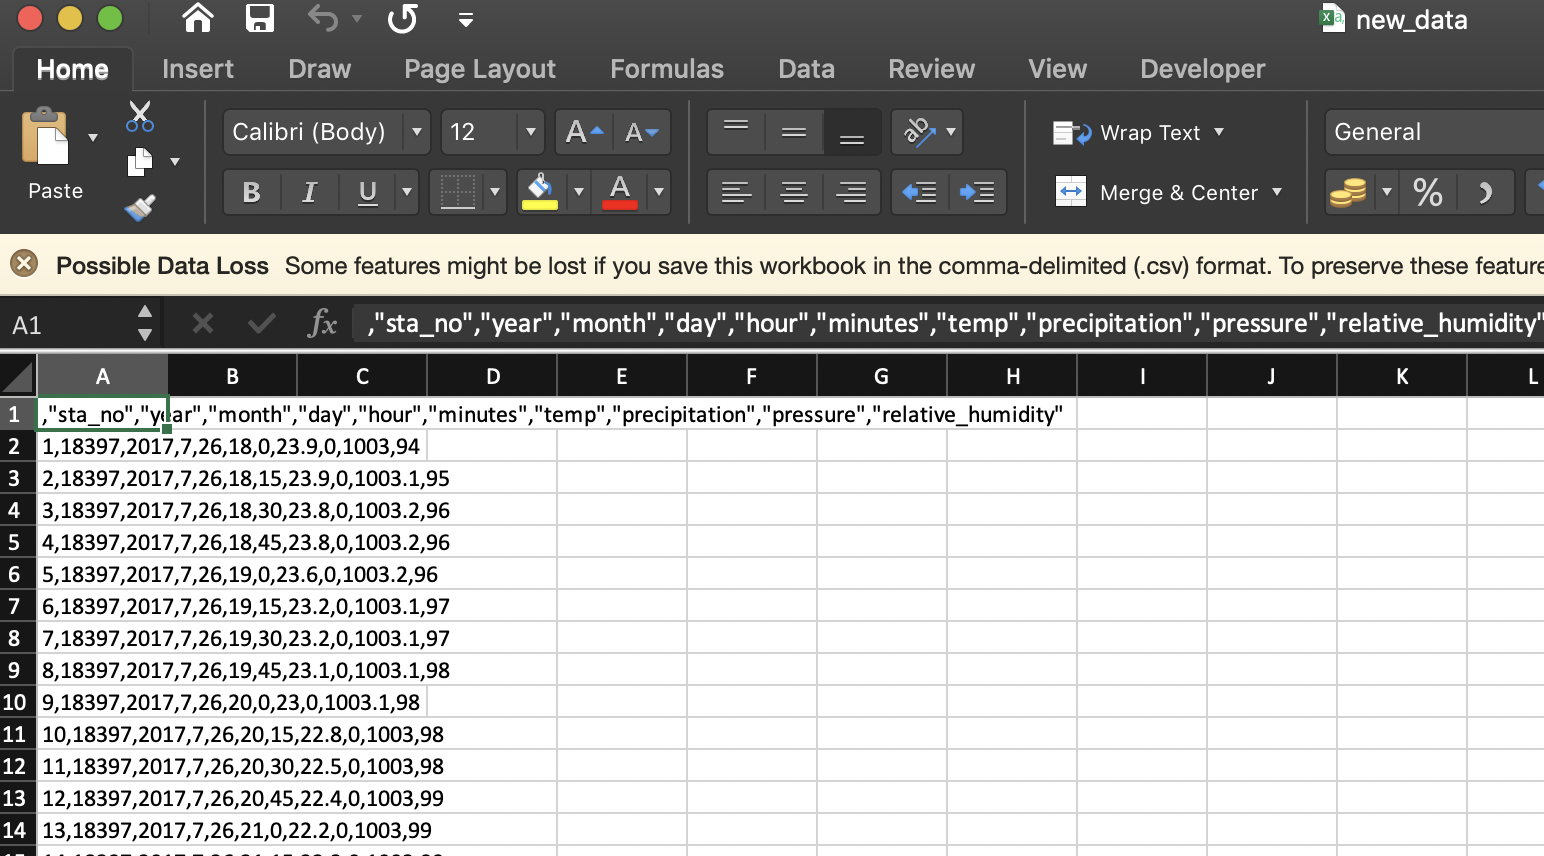 new_data
Home Insert Draw Page Layout Formulas Data Review View Developer
Paste
Calibri (Body) 12 A A
B I U A
ab
Wrap Text
Merge & Center
General
%
Possible Data Loss Some features might be lost if you save this workbook in the comma-delimited (.csv) format. To preserve these feature
A1 fx ,"sta_no","year","month","day","hour","minutes","temp","precipitation","pressure","relative_humidity"
A B C D E F G H I J K L
1 ,"sta_no","year","month","day","hour","minutes","temp","precipitation","pressure","relative_humidity"
2 1,18397,2017,7,26,18,0,23.9,0,1003,94
3 2,18397,2017,7,26,18,15,23.9,0,1003.1,95
4 3,18397,2017,7,26,18,30,23.8,0,1003.2,96
5 4,18397,2017,7,26,18,45,23.8,0,1003.2,96
6 5,18397,2017,7,26,19,0,23.6,0,1003.2,96
7 6,18397,2017,7,26,19,15,23.2,0,1003.1,97
8 7,18397,2017,7,26,19,30,23.2,0,1003.1,97
9 8,18397,2017,7,26,19,45,23.1,0,1003.1,98
10 9,18397,2017,7,26,20,0,23,0,1003.1,98
11 10,18397,2017,7,26,20,15,22.8,0,1003,98
12 11,18397,2017,7,26,20,30,22.5,0,1003,98
13 12,18397,2017,7,26,20,45,22.4,0,1003,99
14 13,18397,2017,7,26,21,0,22.2,0,1003,99